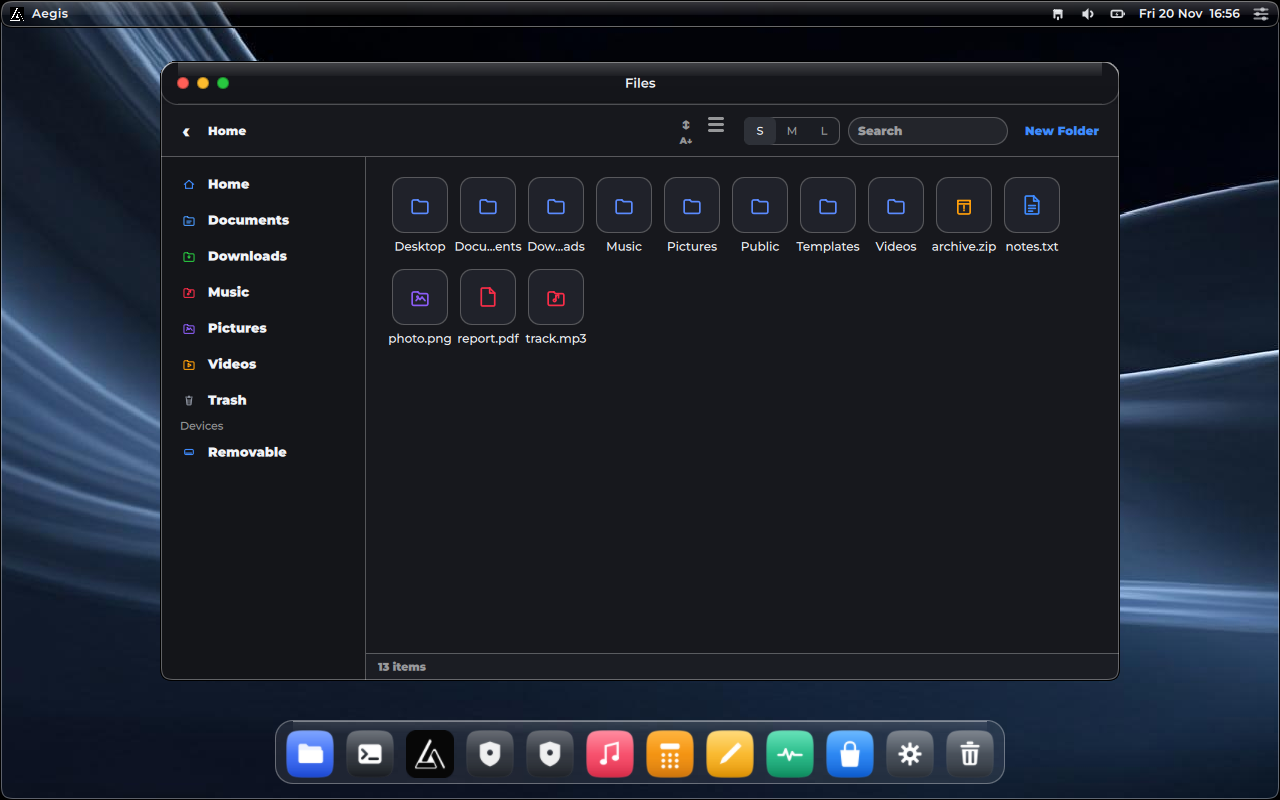 Aegis
Fri 20 Nov 16:56
Files
Home
A+
S M L
Search
New Folder
Home
Documents
Downloads
Music
Pictures
Videos
Trash
Devices
Removable
Desktop Docu...ents Dow...ads Music Pictures Public Templates Videos archive.zip notes.txt
photo.png report.pdf track.mp3
13 items